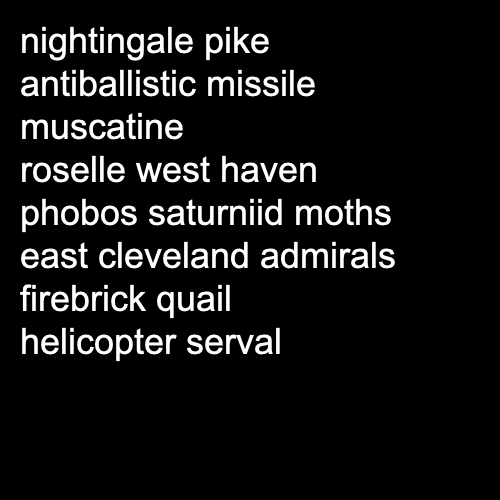 nightingale pike
antiballistic missile
muscatine
roselle west haven
phobos saturniid moths
east cleveland admirals
firebrick quail
helicopter serval